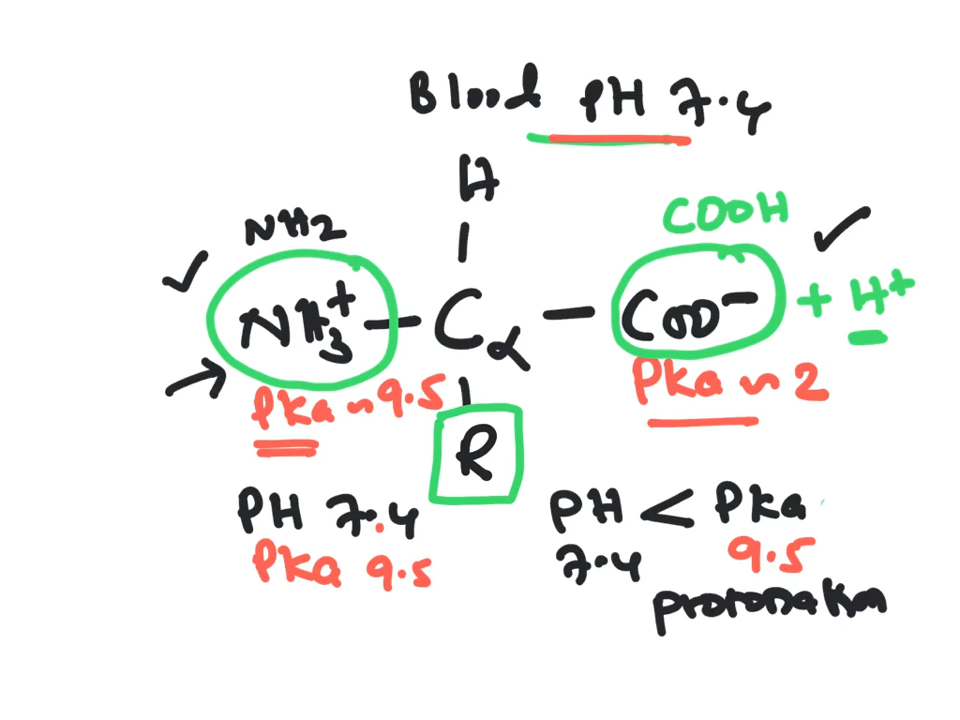 Blood PH 7.4
H
NH2
COOH
NH3+ - Cα - COO- + H+
PKa ~ 9.5
PKa ~ 2
R
PH 7.4
PKa 9.5
PH < PKa
7.4 9.5
protonation